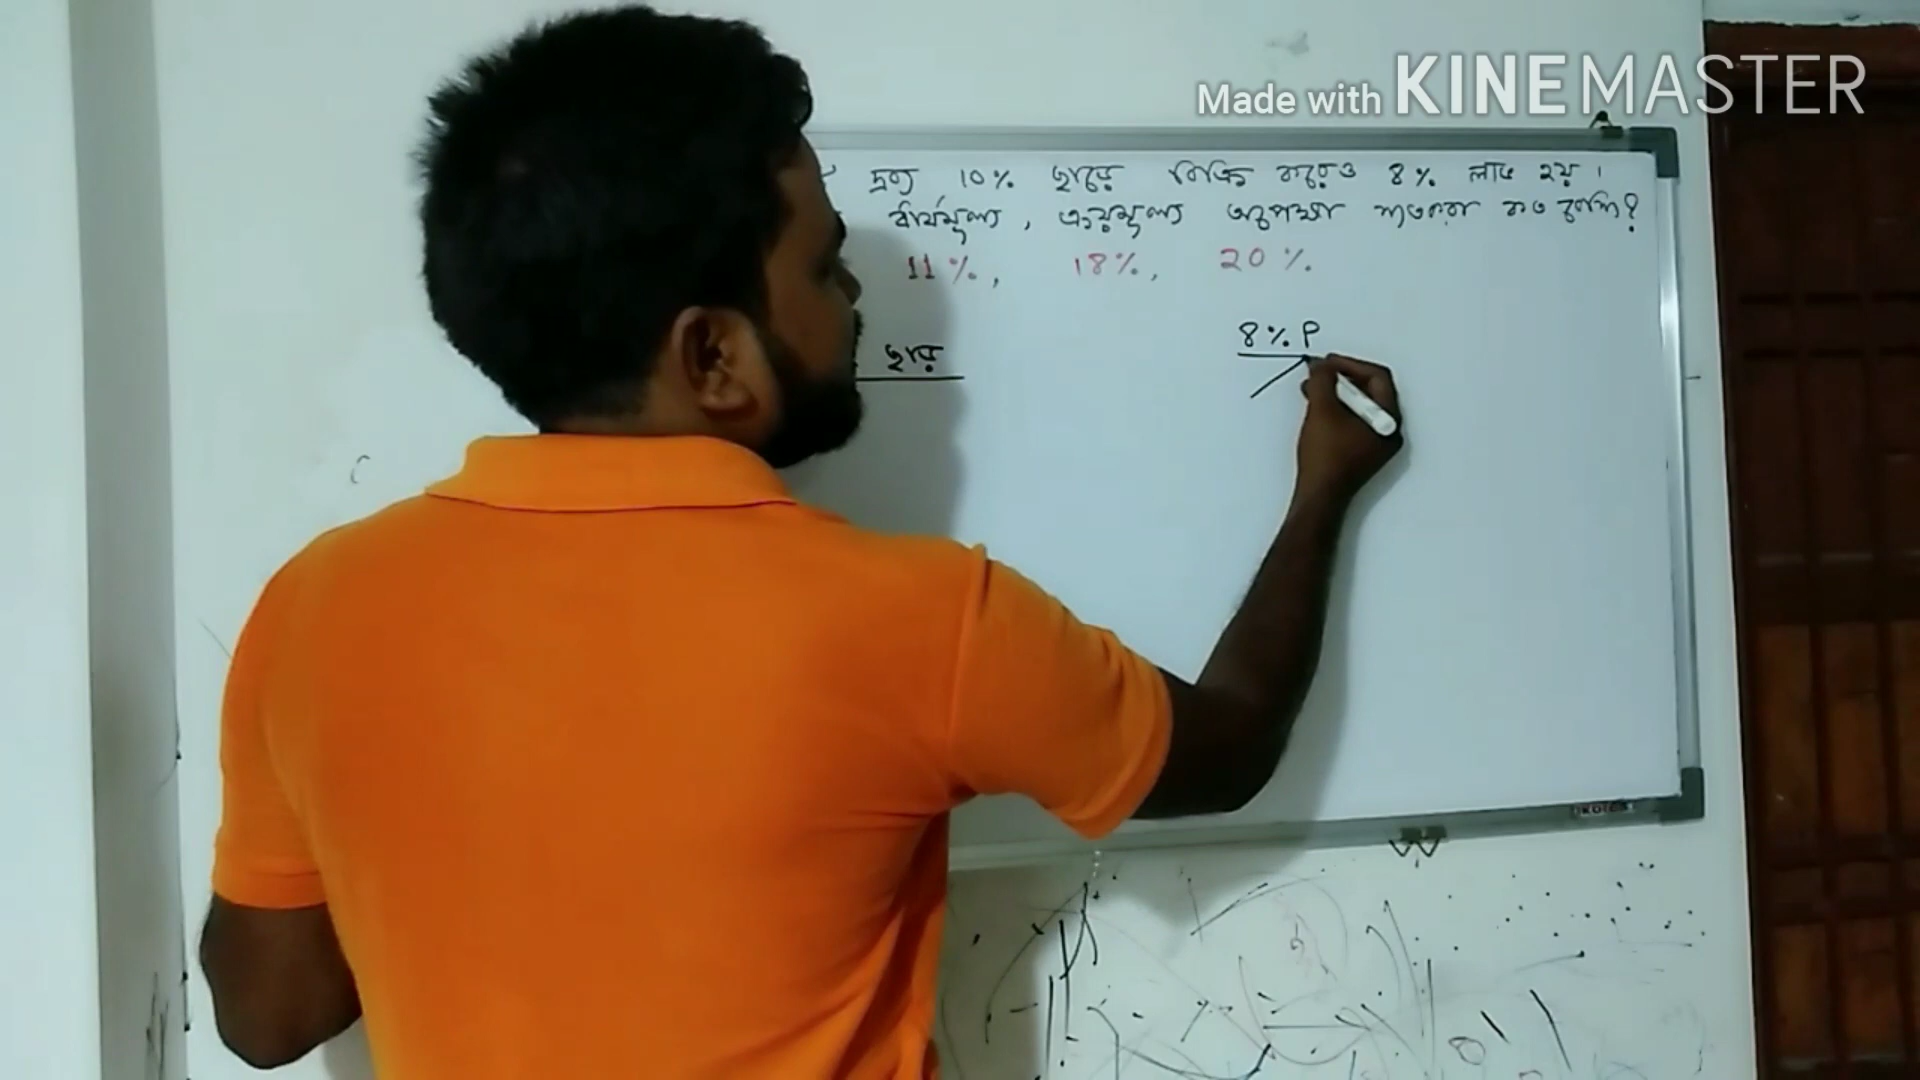 Made with KINEMASTER
দ্রব্য 10% ছাড়ে বিক্রি করেও 8% লাভ হয়।
ধার্যমূল্য, ক্রয়মূল্য অপেক্ষা শতকরা কত বেশি?
11%, 18%, 20%
ছাড়
8% P